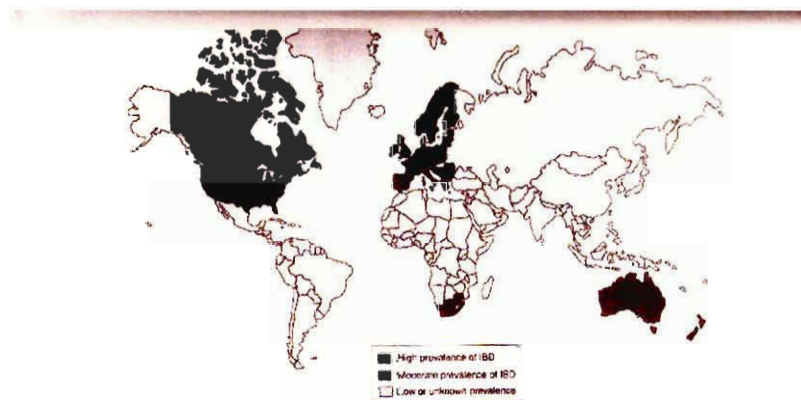 High prevalence of IBD
Moderate prevalence of IBD
Low or unknown prevalence